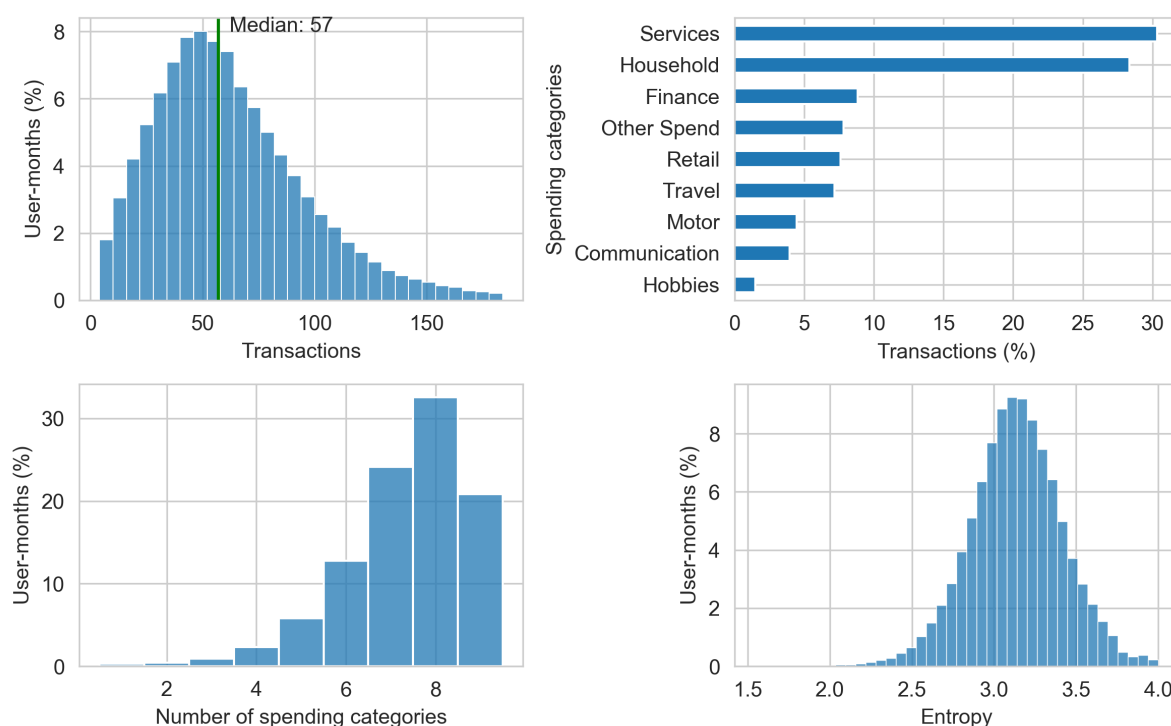 Median: 57
8
6
4
2
0
User-months (%)
0 50 100 150
Transactions
Spending categories
Services
Household
Finance
Other Spend
Retail
Travel
Motor
Communication
Hobbies
0 5 10 15 20 25 30
Transactions (%)
30
20
10
0
User-months (%)
2 4 6 8
Number of spending categories
8
6
4
2
0
User-months (%)
1.5 2.0 2.5 3.0 3.5 4.0
Entropy